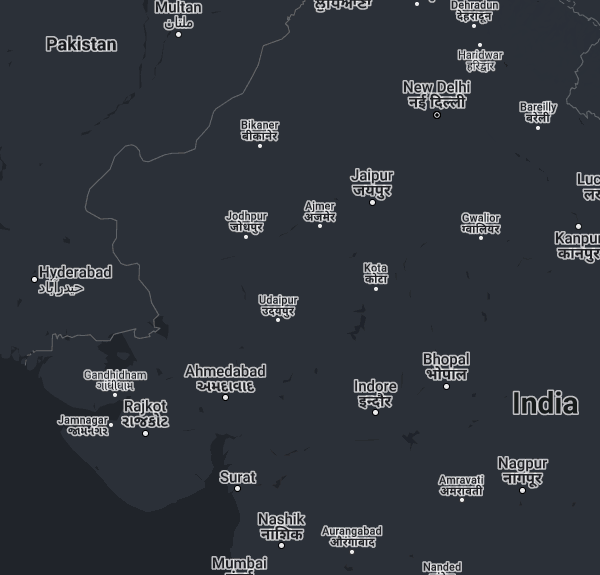 Multan
ملتان
Pakistan
Dehradun
देहरादून
Haridwar
हरिद्वार
New Delhi
नई दिल्ली
Bareilly
बरेली
Bikaner
बीकानेर
Jaipur
जयपुर
Ajmer
अजमेर
Jodhpur
जोधपुर
Gwalior
ग्वालियर
Kanpur
कानपुर
Hyderabad
حيدرآباد
Kota
कोटा
Udaipur
उदयपुर
Gandhidham
ગાંધીધામ
Ahmedabad
અમદાવાદ
Bhopal
भोपाल
Indore
इन्दौर
India
Rajkot
રાજકોટ
Jamnagar
જામનગર
Surat
Nagpur
नागपूर
Amravati
अमरावती
Nashik
नाशिक
Aurangabad
औरंगाबाद
Mumbai
Nanded